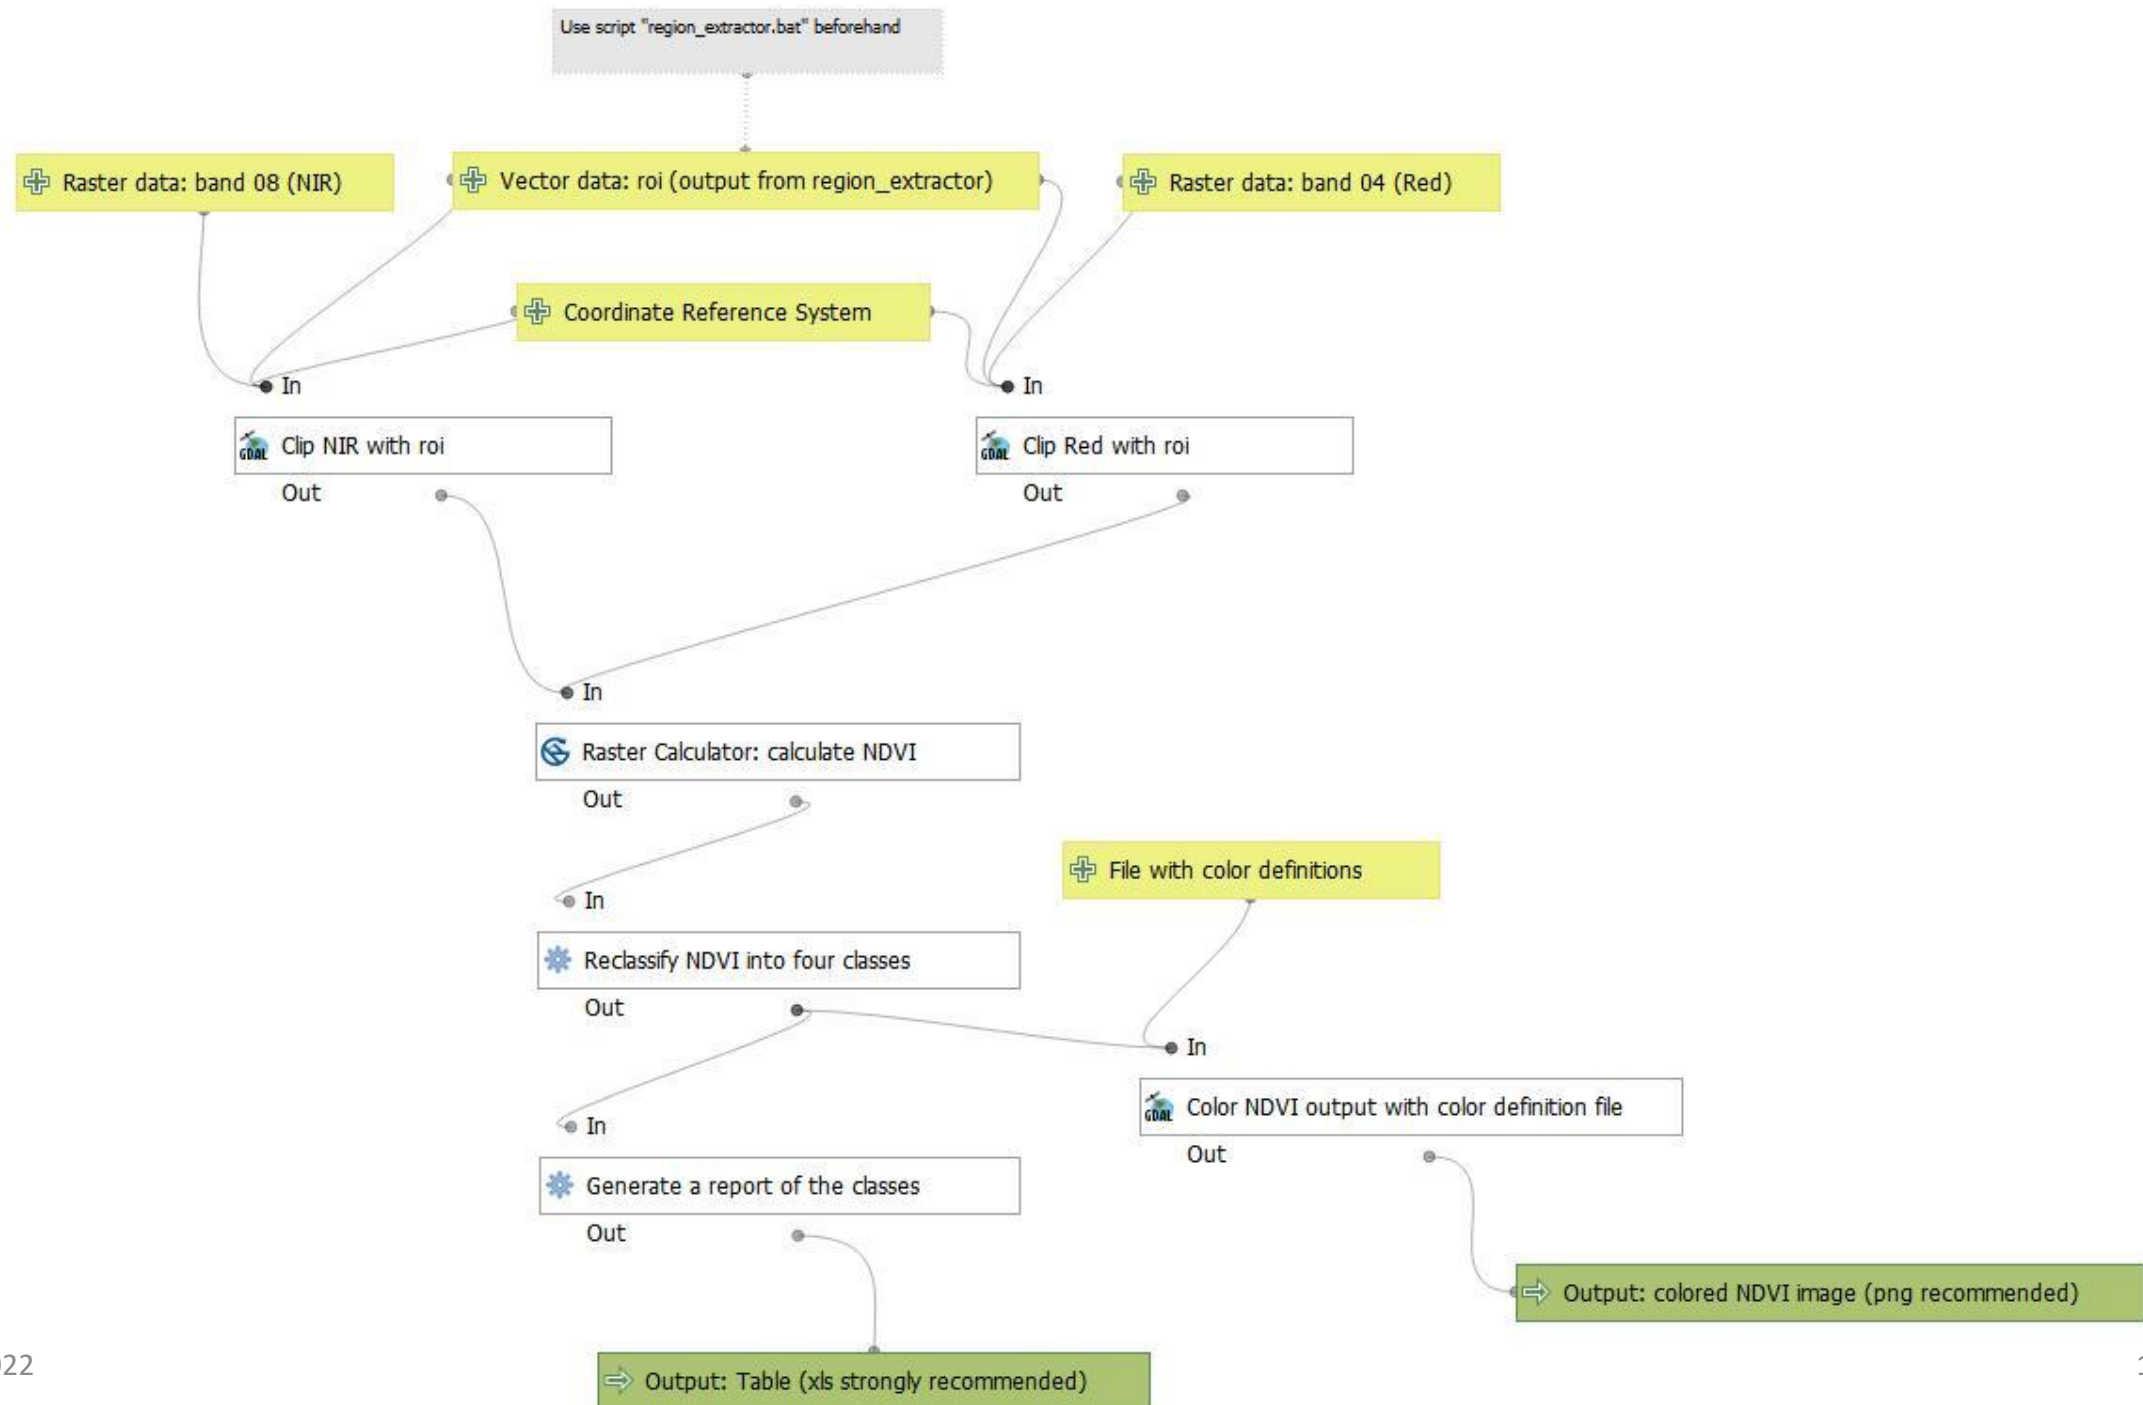 Use script "region_extractor.bat" beforehand
Raster data: band 08 (NIR)
Vector data: roi (output from region_extractor)
Raster data: band 04 (Red)
Coordinate Reference System
In
In
GDAL Clip NIR with roi
GDAL Clip Red with roi
Out
Out
In
Raster Calculator: calculate NDVI
Out
File with color definitions
In
Reclassify NDVI into four classes
Out
In
GDAL Color NDVI output with color definition file
In
Out
Generate a report of the classes
Out
Output: colored NDVI image (png recommended)
22
Output: Table (xls strongly recommended)